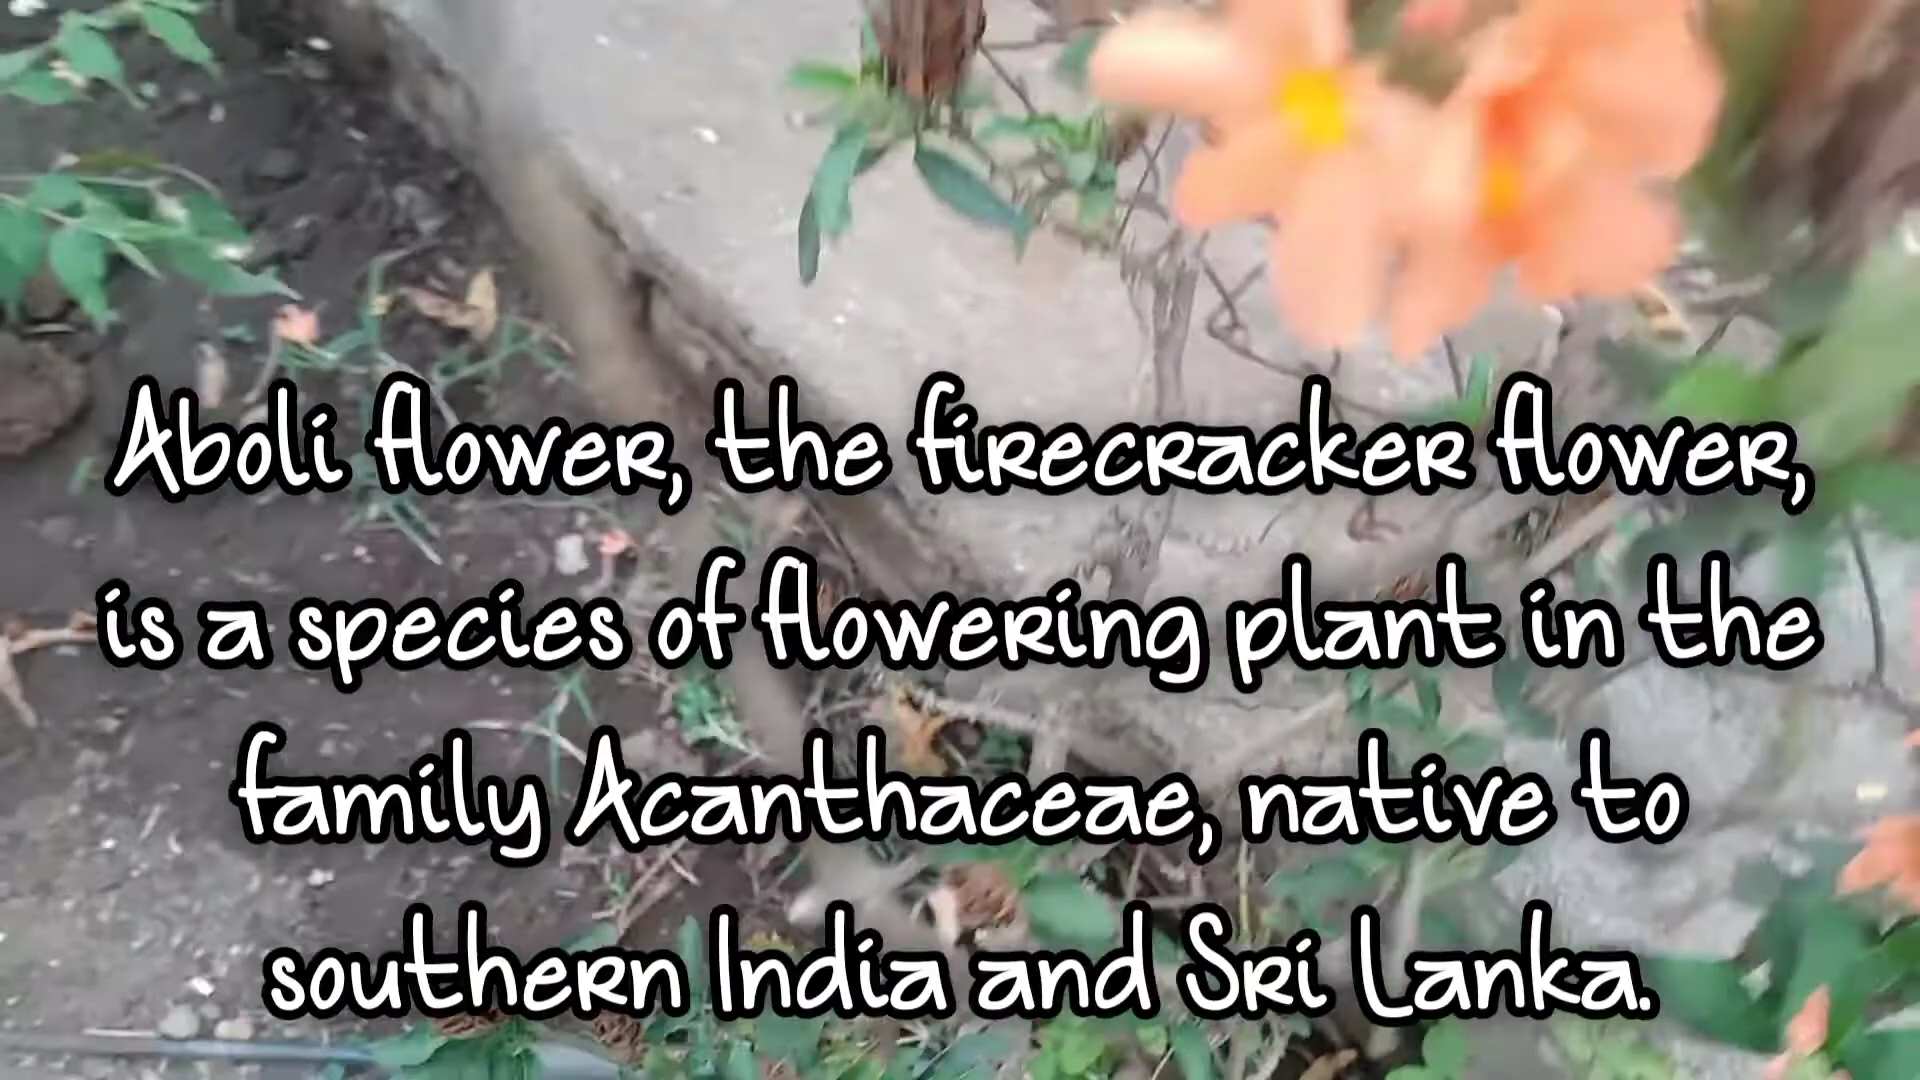 Aboli flower, the firecracker flower,
is a species of flowering plant in the
family Acanthaceae, native to
southern India and Sri Lanka.